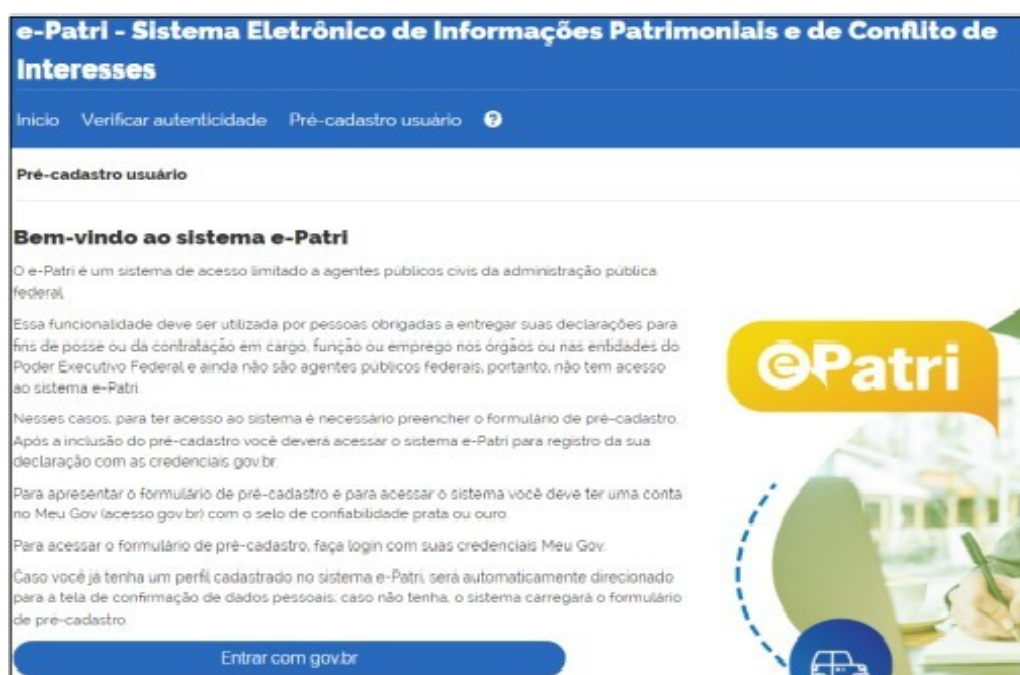 e-Patri - Sistema Eletrônico de Informações Patrimoniais e de Conflito de
Interesses
Início Verificar autenticidade Pré-cadastro usuário ?
Pré-cadastro usuário
Bem-vindo ao sistema e-Patri
O e-Patri é um sistema de acesso limitado a agentes públicos civis da administração pública
federal.
Essa funcionalidade deve ser utilizada por pessoas obrigadas a entregar suas declarações para
fins de posse ou da contratação em cargo, função ou emprego nos órgãos ou nas entidades do
Poder Executivo Federal e ainda não são agentes públicos federais, portanto, não tem acesso
ao sistema e-Patri.
Nesses casos, para ter acesso ao sistema é necessário preencher o formulário de pré-cadastro.
Após a inclusão do pré-cadastro você deverá acessar o sistema e-Patri para registro da sua
declaração com as credenciais gov.br.
Para apresentar o formulário de pré-cadastro e para acessar o sistema você deve ter uma conta
no Meu Gov (acesso gov.br) com o selo de confiabilidade prata ou ouro.
Para acessar o formulário de pré-cadastro, faça login com suas credenciais Meu Gov.
Caso você já tenha um perfil cadastrado no sistema e-Patri, será automaticamente direcionado
para a tela de confirmação de dados pessoais, caso não tenha, o sistema carregará o formulário
de pré-cadastro.
Entrar com gov.br
ePatri